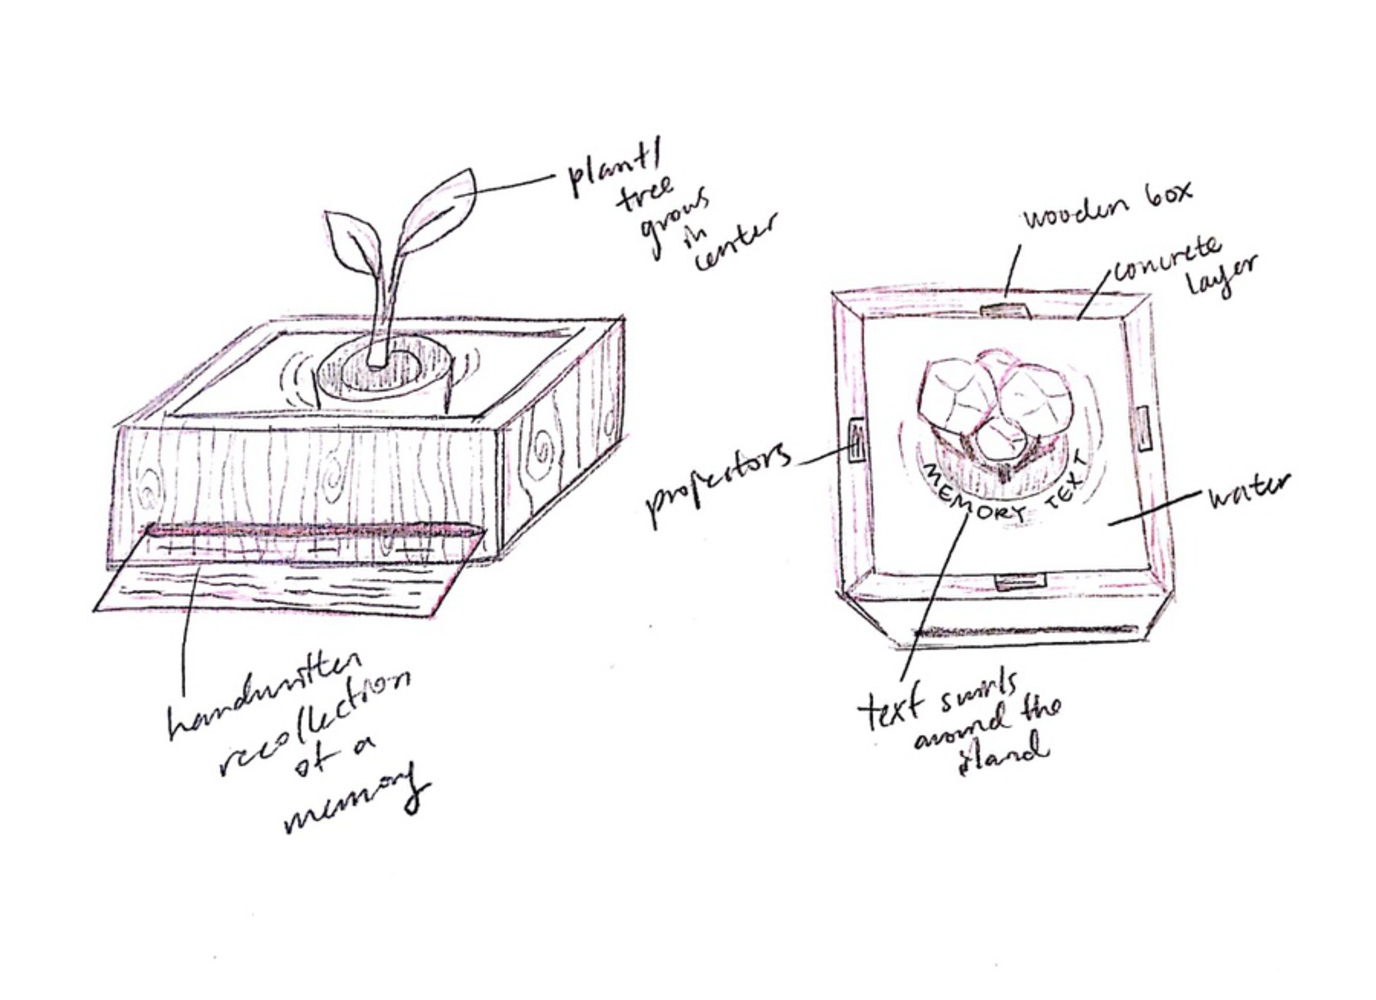 plant/
tree
grows
in
center
handwritten
recollection
of a
memory
wooden box
concrete
layer
projectors
water
MEMORY TEXT
text swirls
around the
island